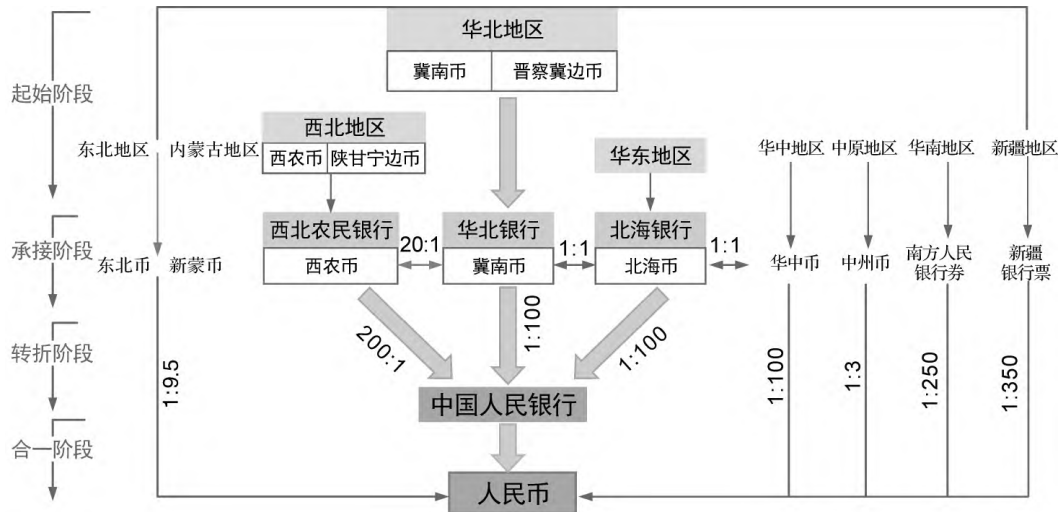 华北地区
冀南币 晋察冀边币
起始阶段
西北地区
西农币 陕甘宁边币
东北地区 内蒙古地区
华东地区
华中地区 中原地区 华南地区 新疆地区
承接阶段
西北农民银行 20:1 华北银行 1:1 北海银行 1:1
西农币 冀南币 北海币
东北币 新蒙币
华中币 中州币 南方人民银行券 新疆银行票
转折阶段
1:9.5
200:1
1:100
1:100
1:100
1:3
1:250
1:350
中国人民银行
合一阶段
人民币